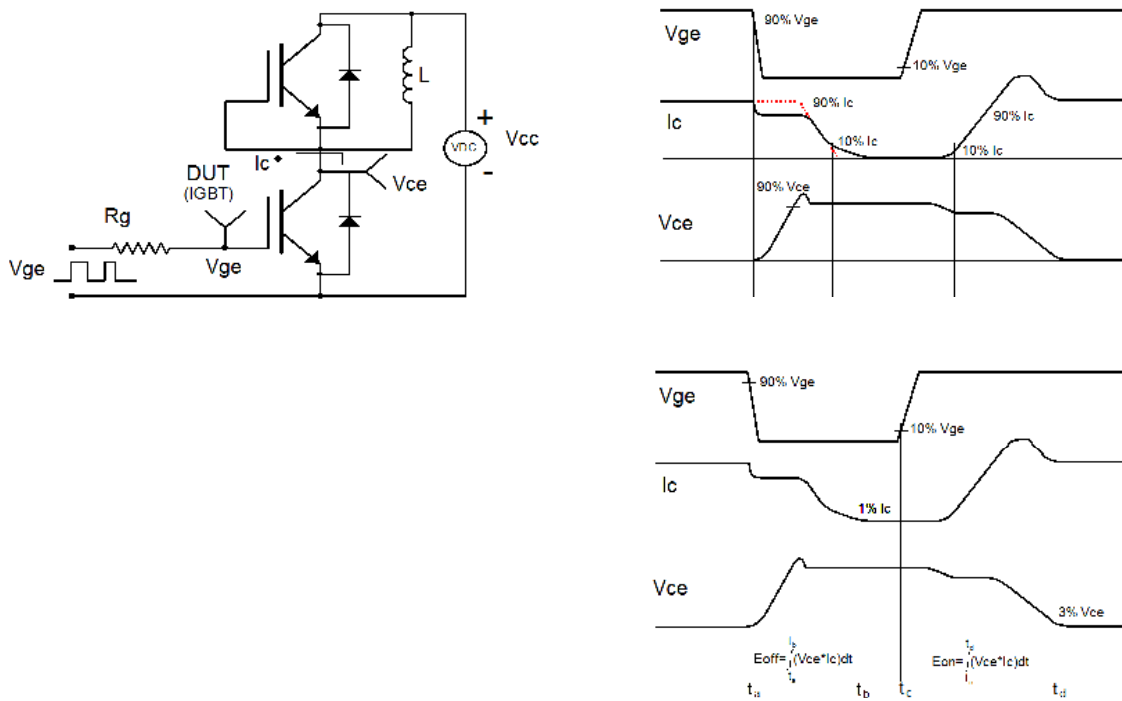 L
+
VDC
Vcc
-
Ic
DUT
(IGBT)
Vce
Rg
Vge
Vge
Vge
90% Vge
10% Vge
Ic
90% Ic
10% Ic
90% Ic
10% Ic
Vce
90% Vce
Vge
90% Vge
10% Vge
Ic
1% Ic
Vce
3% Vce
Eoff=∫(Vce*Ic)dt
Eon=∫(Vce*Ic)dt
ta
tb
tc
td